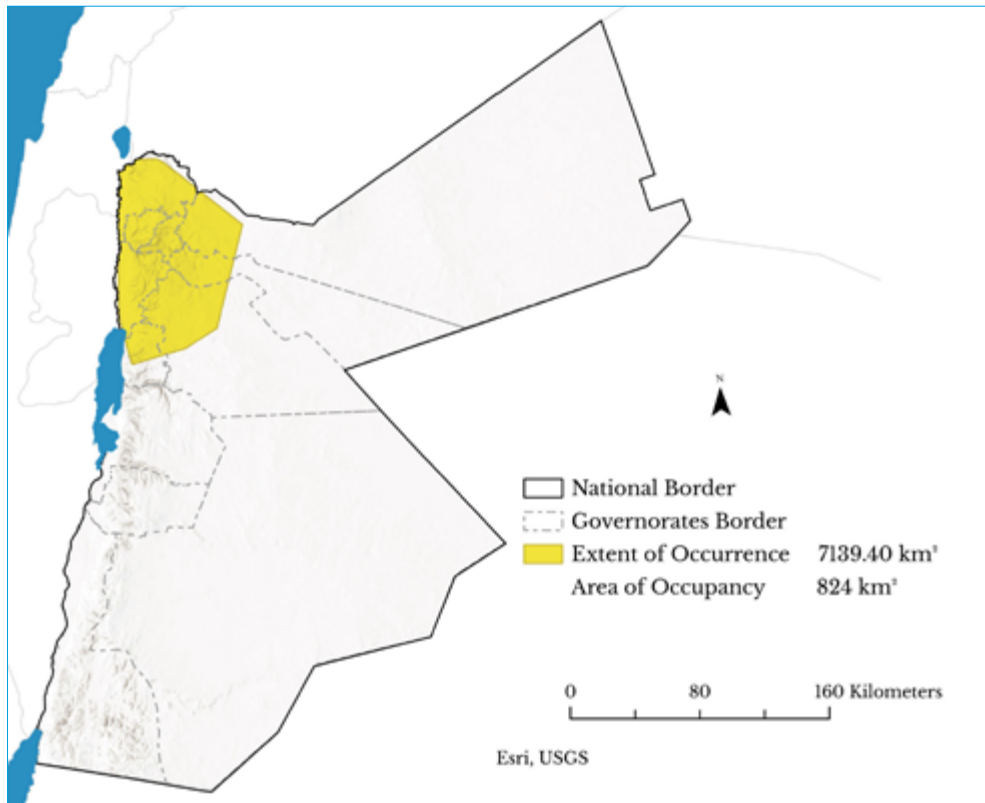 N
National Border
Governorates Border
Extent of Occurrence 7139.40 km²
Area of Occupancy 824 km²
0 80 160 Kilometers
Esri, USGS